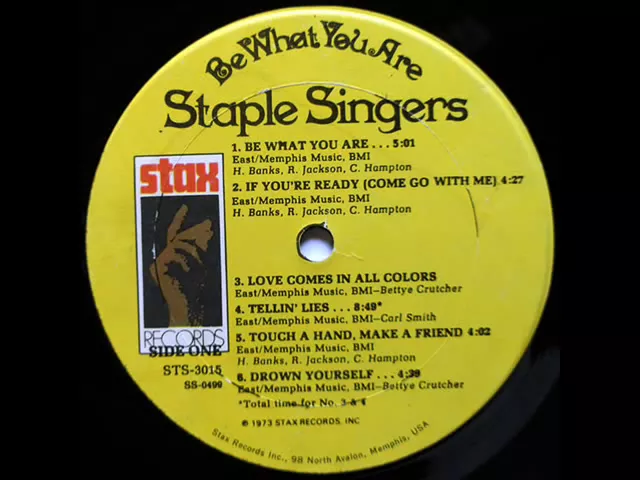 Be What You Are
Staple Singers
1. BE WHAT YOU ARE . . . 5:01
East/Memphis Music, BMI
H. Banks, R. Jackson, C. Hampton
2. IF YOU'RE READY (COME GO WITH ME) 4:27
East/Memphis Music, BMI
H. Banks, R. Jackson, C. Hampton
stax
RECORDS
3. LOVE COMES IN ALL COLORS
East/Memphis Music, BMI–Bettye Crutcher
4. TELLIN' LIES . . . 8:49*
East/Memphis Music, BMI–Carl Smith
5. TOUCH A HAND, MAKE A FRIEND 4:02
East/Memphis Music, BMI
H. Banks, R. Jackson, C. Hampton
6. DROWN YOURSELF . . . 4:39
East/Memphis Music, BMI–Bettye Crutcher
*Total time for No. 3 & 4
SIDE ONE
STS-3015
SS-0499
℗ 1973 STAX RECORDS, INC
Stax Records Inc., 98 North Avalon, Memphis, USA